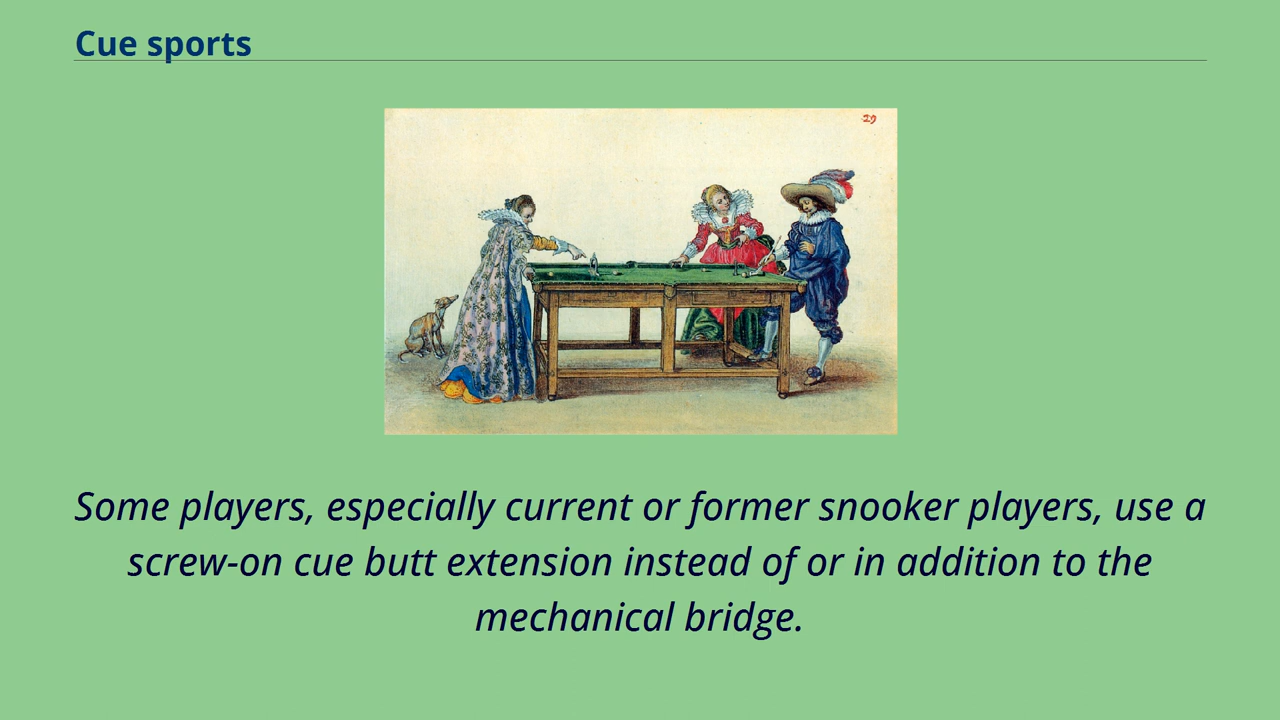 Cue sports
29
Some players, especially current or former snooker players, use a
screw-on cue butt extension instead of or in addition to the
mechanical bridge.